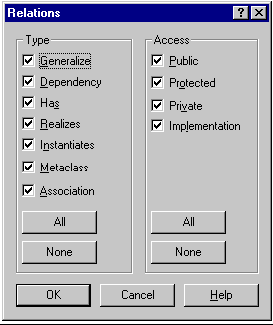 Relations
Type
Generalize
Dependency
Has
Realizes
Instantiates
Metaclass
Association
All
None
Access
Public
Protected
Private
Implementation
All
None
OK
Cancel
Help